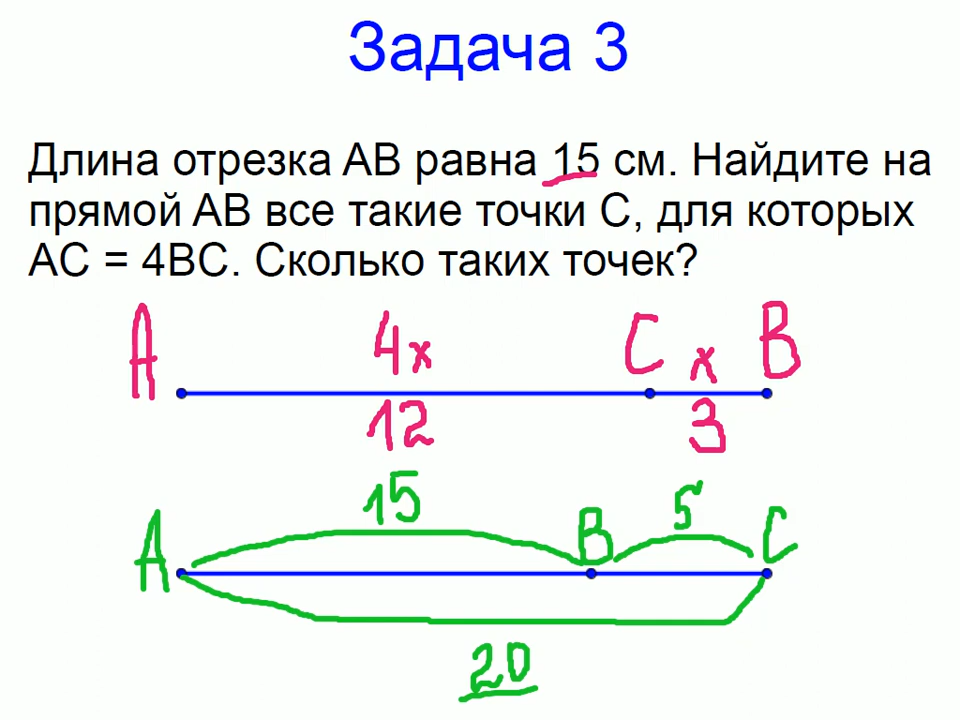 Задача 3
Длина отрезка АВ равна 15 см. Найдите на
прямой АВ все такие точки С, для которых
АС = 4ВС. Сколько таких точек?
А 4х С х В
12 3
15 5
А В С
20